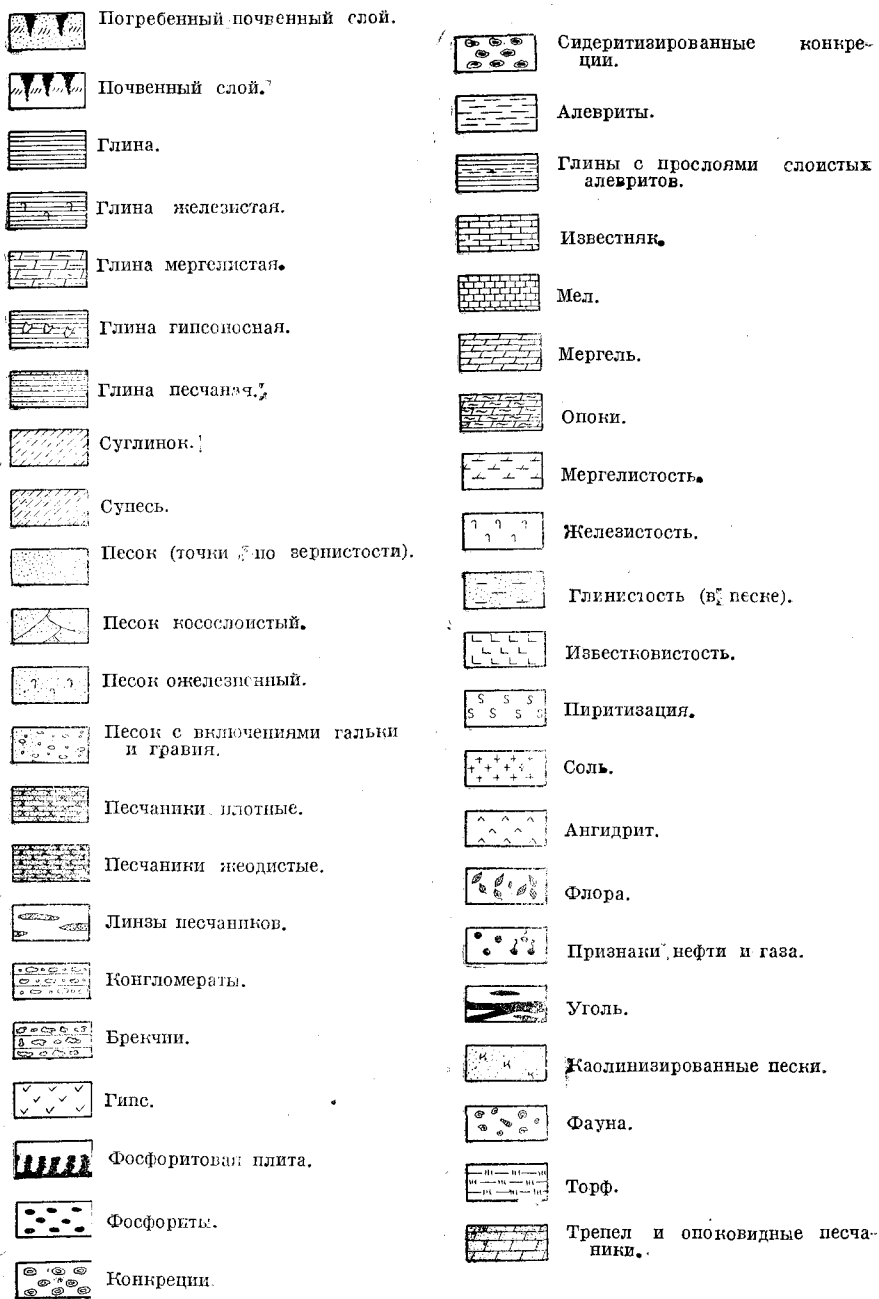 Погребенный почвенный слой.
Почвенный слой.
Глина.
Глина железистая.
Глина мергелистая.
Глина гипсоносная.
Глина песчаная.
Суглинок.
Супесь.
Песок (точки по зернистости).
Песок косослоистый.
Песок ожелезненный.
Песок с включениями гальки
и гравия.
Песчаники плотные.
Песчаники жеодистые.
Линзы песчаников.
Конгломераты.
Брекчии.
Гипс.
Фосфоритовая плита.
Фосфориты.
Конкреции
Сидеритизированные конкре-
ции.
Алевриты.
Глины с прослоями слоистых
алевритов.
Известняк.
Мел.
Мергель.
Опоки.
Мергелистость.
Железистость.
Глинистость (в песке).
Известковистость.
Пиритизация.
Соль.
Ангидрит.
Флора.
Признаки нефти и газа.
Уголь.
Каолинизированные пески.
Фауна.
Торф.
Трепел и опоковидные песча-
ники.